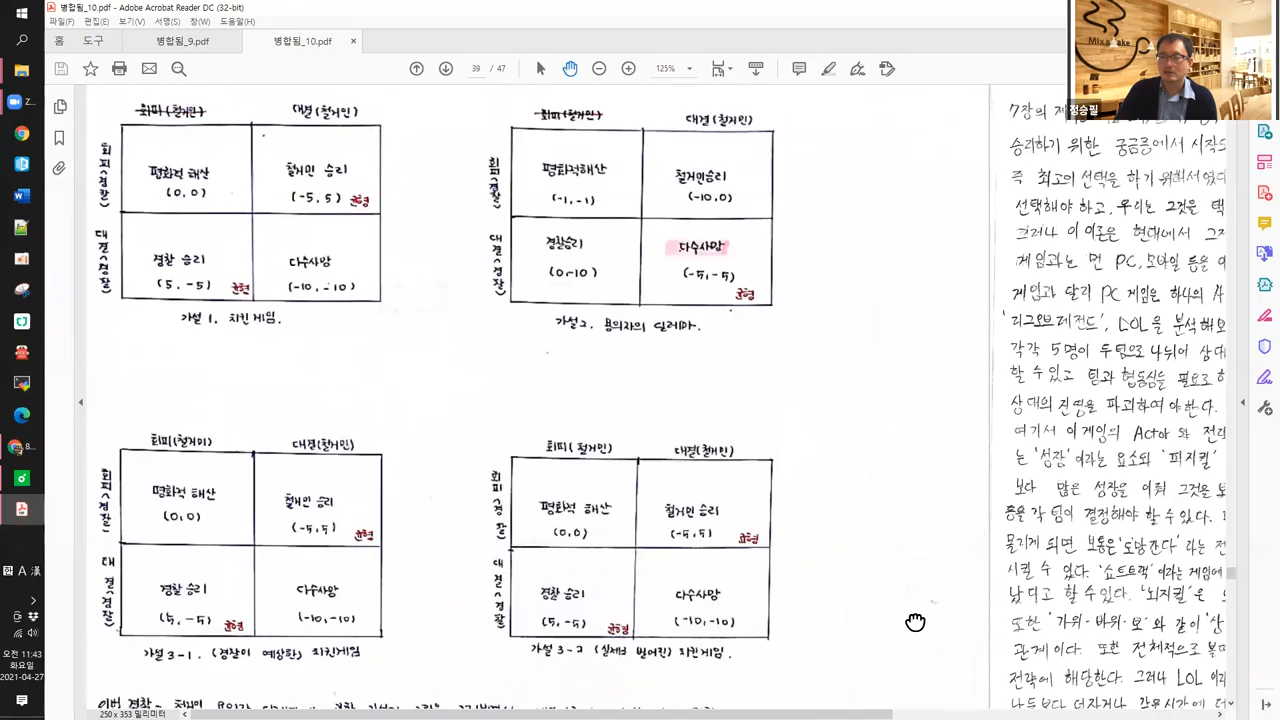 병합됨_10.pdf - Adobe Acrobat Reader DC (32-bit)
파일(F) 편집(E) 보기(V) 서명(S) 창(W) 도움말(H)
홈 도구 병합됨_9.pdf 병합됨_10.pdf ×
39 / 47 125%
Mix & Bake
정승필
회피(철거민) 대결(철거민)
회피(경찰)
평화적 해산 철거민 승리
(0, 0) (-5, 5) 균형
대결(경찰)
경찰 승리 다수사망
(5, -5) 균형 (-10, -10)
가설 1. 치킨게임.
회피(철거민) 대결(철거민)
회피(경찰)
평화적해산 철거민승리
(-1, -1) (-10, 0)
대결(경찰)
경찰승리 다수사망
(0, -10) (-5, -5)
균형
가설2. 용의자의 딜레마.
회피(철거민) 대결(철거민)
회피(경찰)
평화적 해산 철거민 승리
(0, 0) (-5, 5) 균형
대결(경찰)
경찰 승리 다수사망
(5, -5) 균형 (-10, -10)
가설 3-1. (경찰이 예상한) 치킨게임
회피(철거민) 대결(철거민)
회피(경찰)
평화적 해산 철거민 승리
(0, 0) (-5, 5) 균형
대결(경찰)
경찰 승리 다수사망
(5, -5) 균형 (-10, -10)
가설 3-2 (실제로 벌어진) 치킨게임.
이번 경찰-
7장의
승리하기 위한 궁금증에서 시작
즉 최고의 선택을 하기 위해서였다
선택해야 하고, 우리는 그것을 택
그러나 이 이론은 현대에서 그저
게임과는 먼 PC, 모바일 등을
게임과 달리 PC게임은 하나의
'리그오브레전드', LOL을 분석해보
각각 5명이 두팀으로 나뉘어 상대
할 수 있고 팀과 협동심을 필요로 하
상대의 진영을 파괴하여야 한다.
여기서 이 게임의 Actor와 전략
는 '성장'이라는 요소와 '피지컬'
보다 많은 성장을 이뤄 그것을
중을 각 팀이 결정해야 할 수 있다.
몰리게 되면 보통은 '도망간다' 라는 전
시킬 수 있다. '쇼트트랙' 이라는 게임에
났다고 할 수 있다. '뇌지컬'은
또한 '가위-바위-보'와 같이 '상
관계이다. 또한 전체적으로
전략에 해당한다. 그러나 LOL
250 x 353 밀리미터
한 A 漢
오전 11:43
화요일
2021-04-27